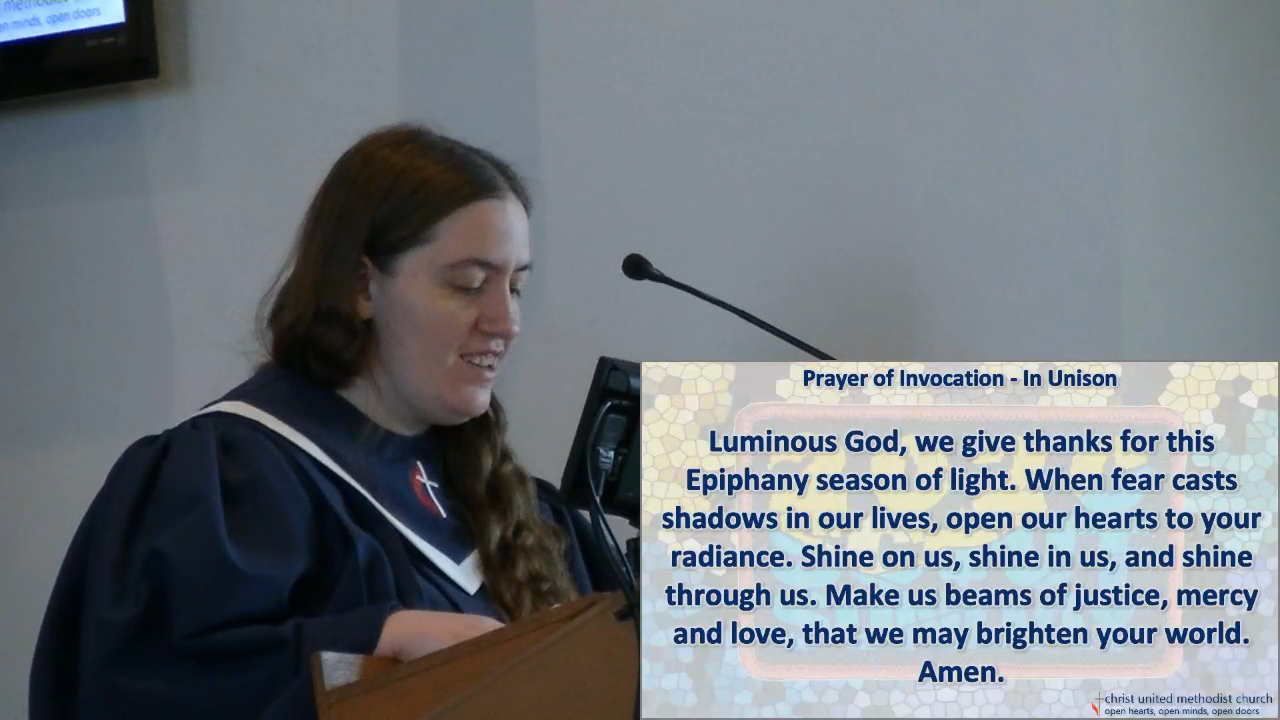 minds, open doors
Prayer of Invocation - In Unison
Luminous God, we give thanks for this
Epiphany season of light. When fear casts
shadows in our lives, open our hearts to your
radiance. Shine on us, shine in us, and shine
through us. Make us beams of justice, mercy
and love, that we may brighten your world.
Amen.
christ united methodist church
open hearts, open minds, open doors